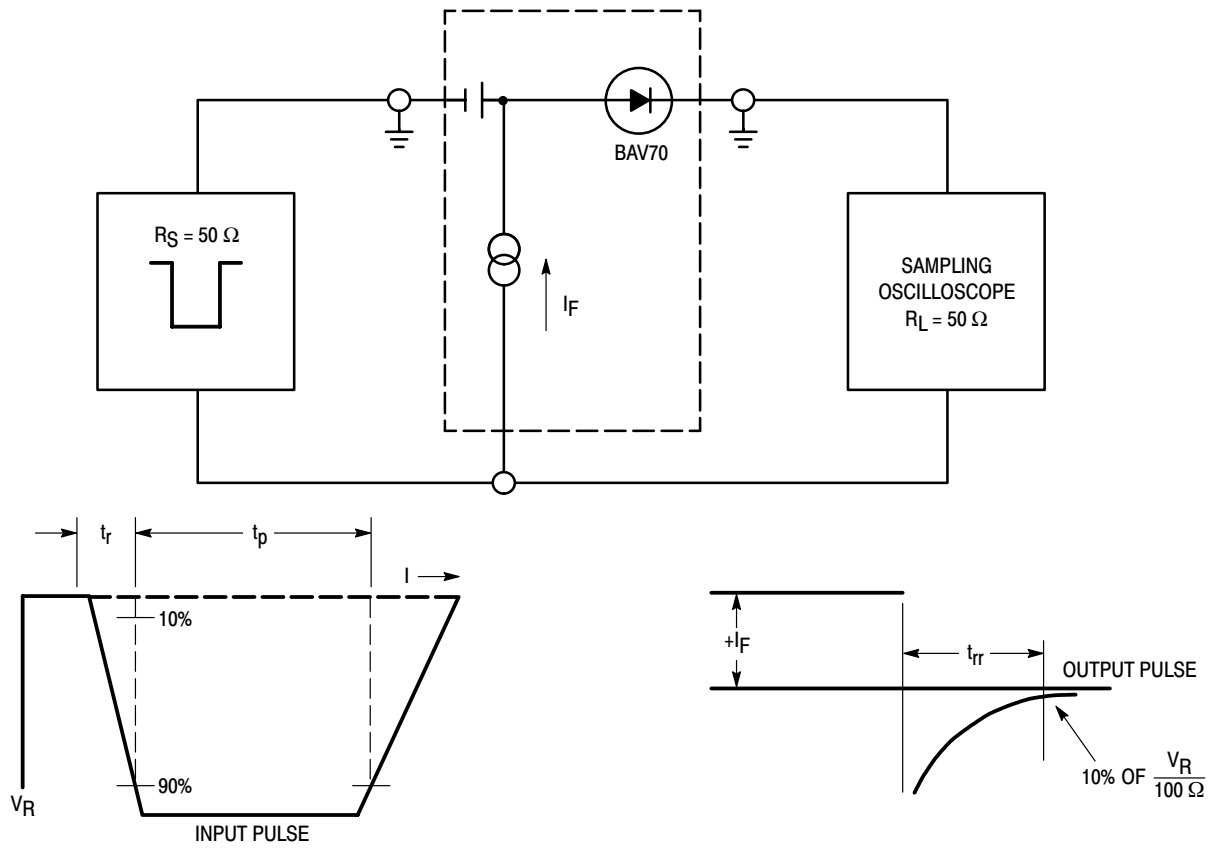 BAV70
RS = 50 Ω
IF
SAMPLING
OSCILLOSCOPE
RL = 50 Ω
tr
tp
I
10%
90%
VR
INPUT PULSE
+IF
trr
OUTPUT PULSE
10% OF VR
100 Ω